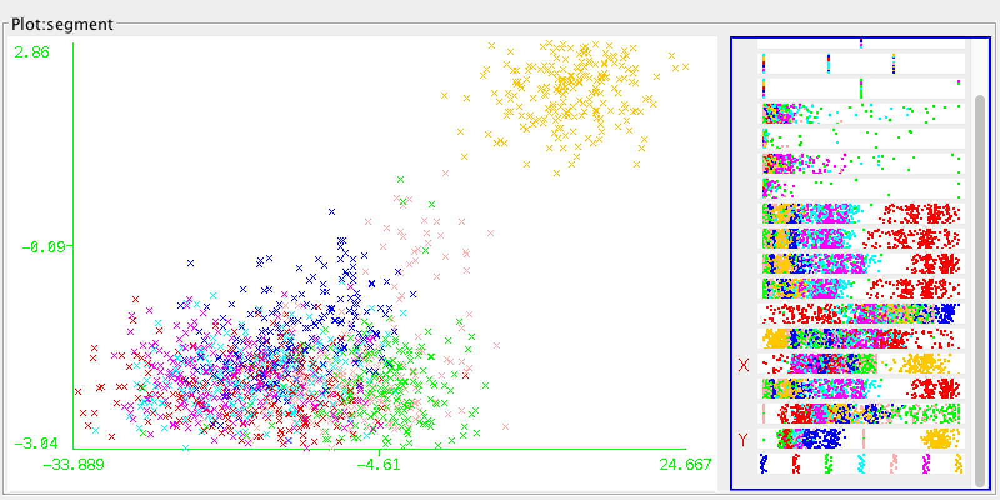 Plot:segment
2.86
-0.09
-3.04
-33.889
-4.61
24.667
X
Y